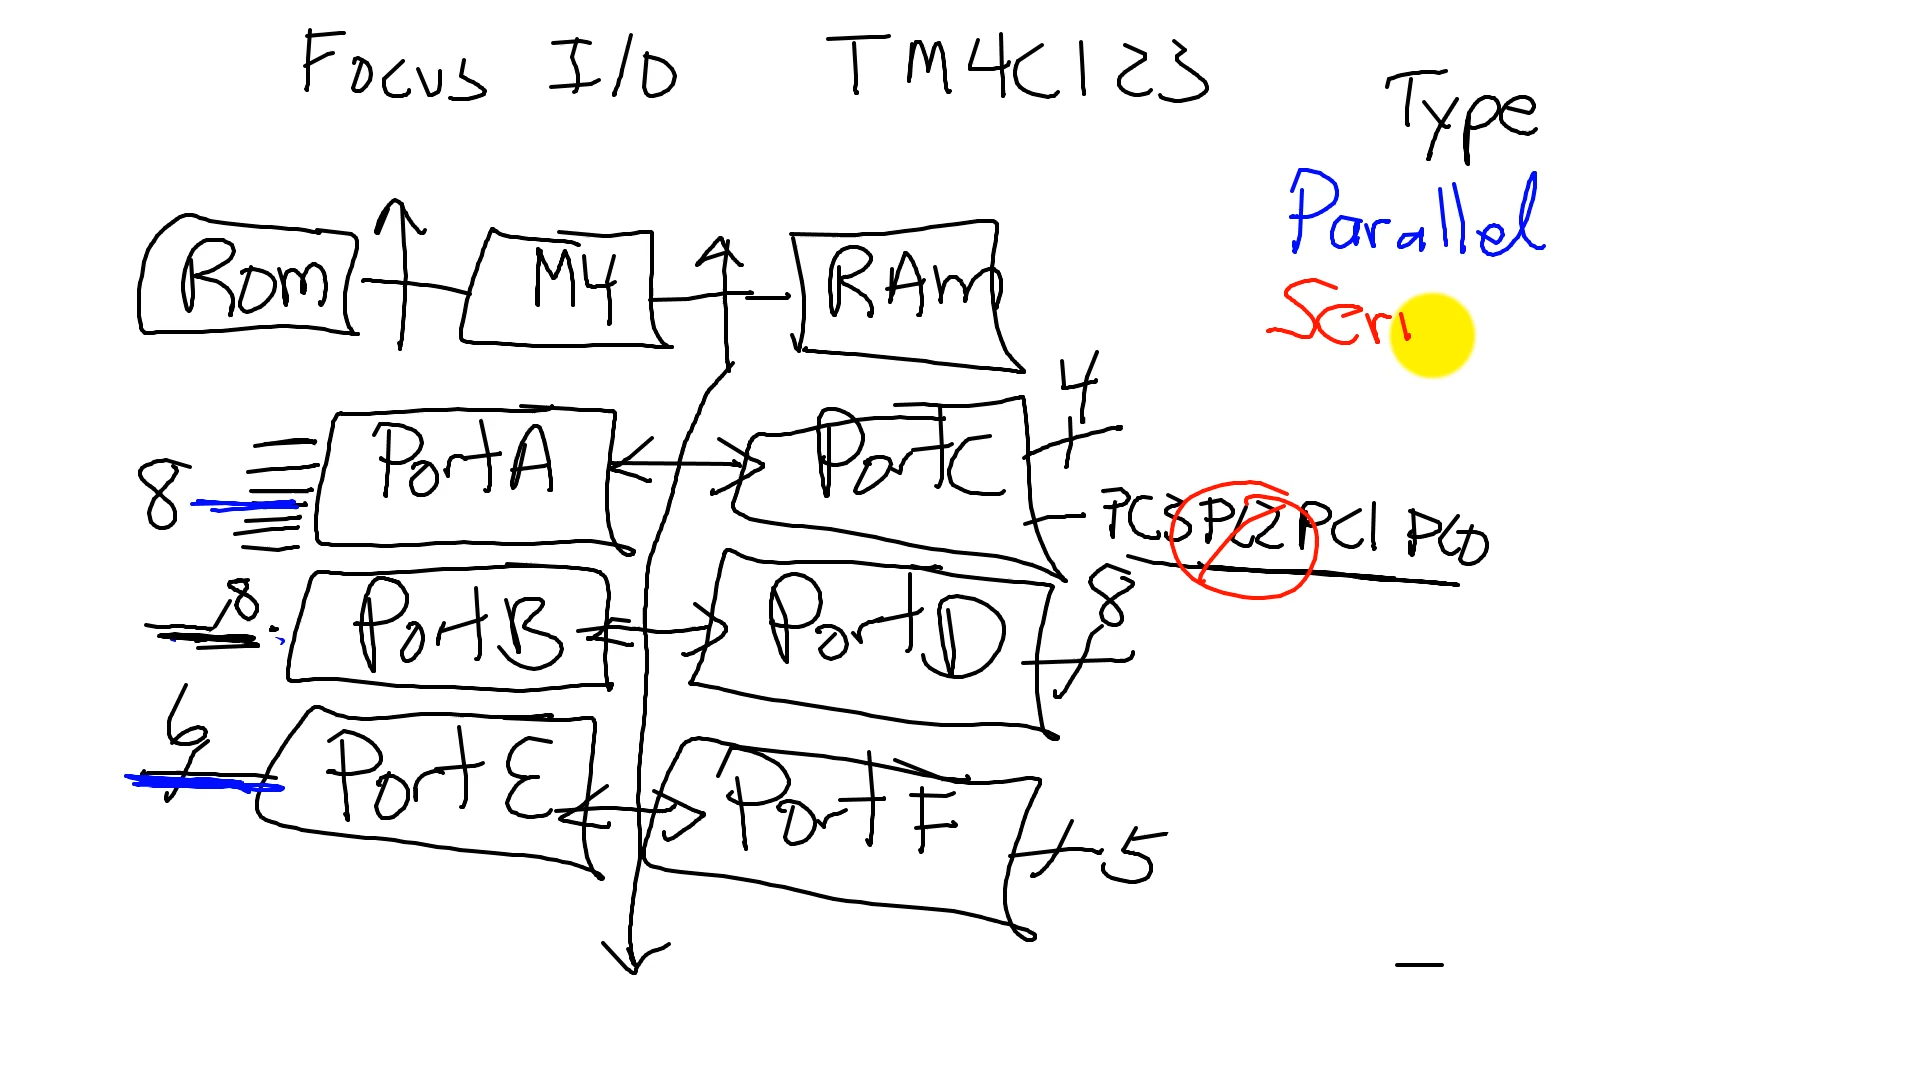 Focus I/O TM4C123
Type
Parallel
Seri
Rom M4 RAm
4
Port A Port C
8
PC3 PC2 PC1 PC0
8 8
Port B Port D
6
Port E Port F
5